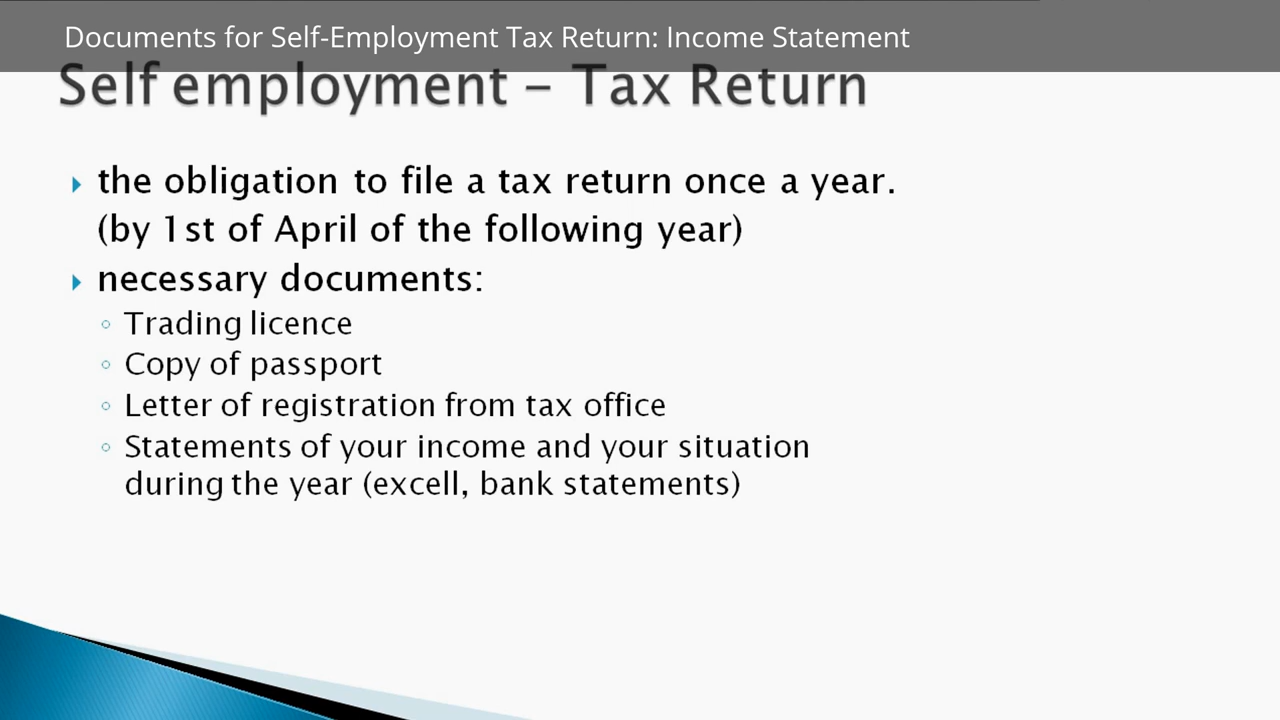 Documents for Self-Employment Tax Return: Income Statement
Self employment – Tax Return
the obligation to file a tax return once a year.
(by 1st of April of the following year)
necessary documents:
Trading licence
Copy of passport
Letter of registration from tax office
Statements of your income and your situation
during the year (excell, bank statements)